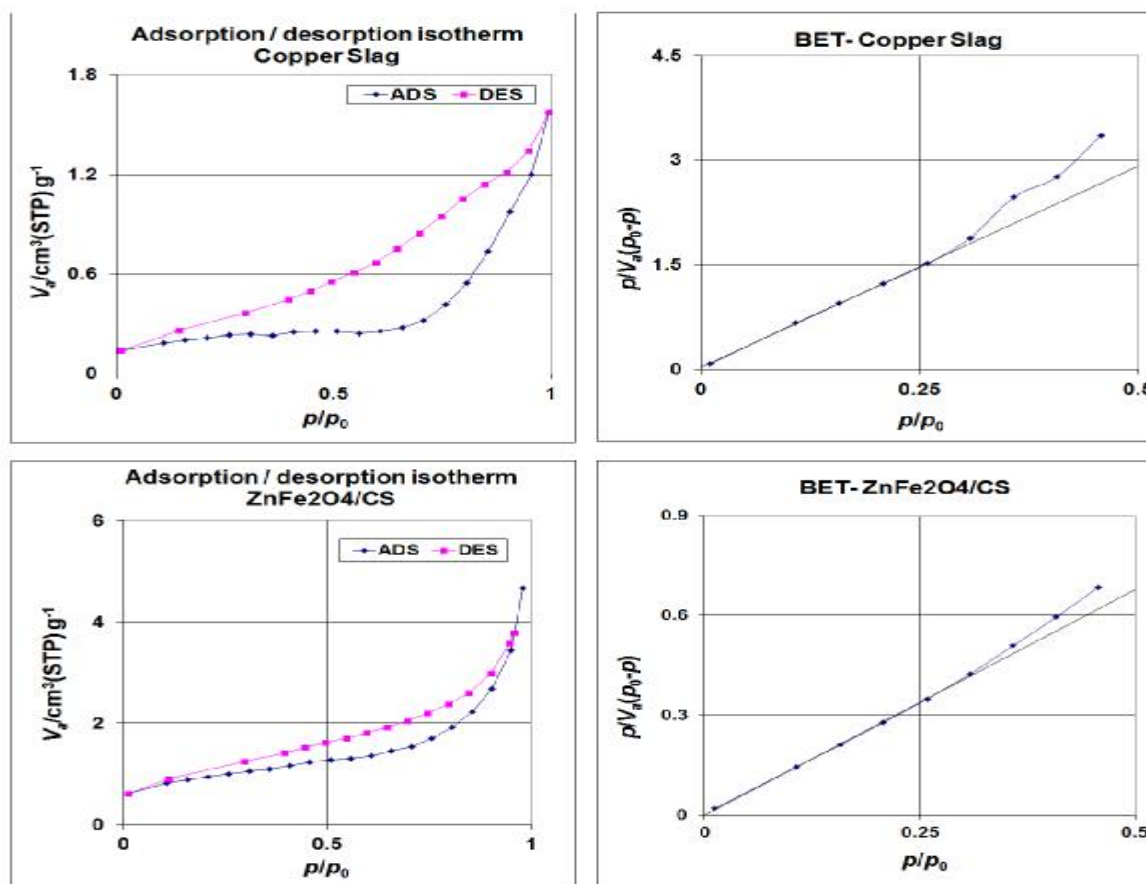 Adsorption / desorption isotherm
Copper Slag
ADS DES
1.8
1.2
0.6
0
Vₐ/cm³(STP) g⁻¹
0 0.5 1
p/p₀
BET- Copper Slag
4.5
3
1.5
0
p/Vₐ(p₀-p)
0 0.25 0.5
p/p₀
Adsorption / desorption isotherm
ZnFe2O4/CS
ADS DES
6
4
2
0
Vₐ/cm³(STP) g⁻¹
0 0.5 1
p/p₀
BET- ZnFe2O4/CS
0.9
0.6
0.3
0
p/Vₐ(p₀-p)
0 0.25 0.5
p/p₀